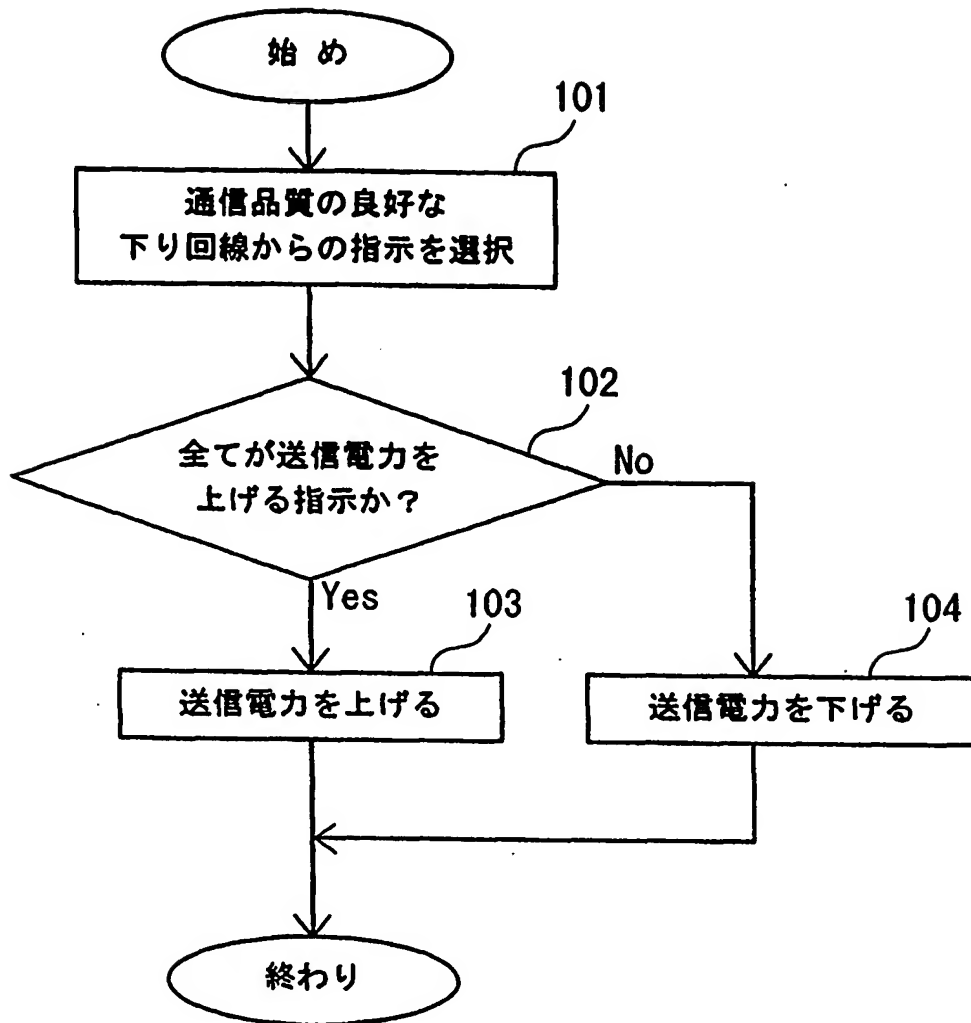 始め
101
通信品質の良好な
下り回線からの指示を選択
102
全てが送信電力を
上げる指示か?
No
Yes
103
送信電力を上げる
104
送信電力を下げる
終わり